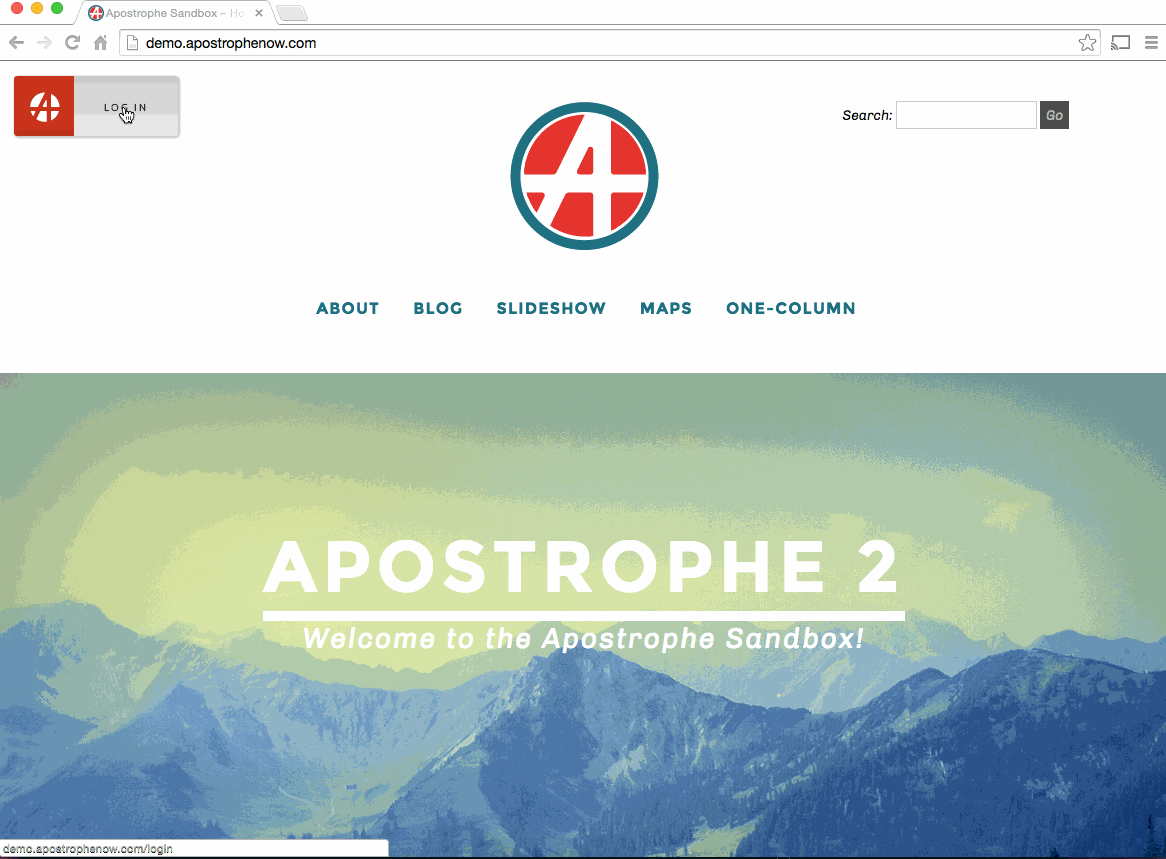 Apostrophe Sandbox – Ho
demo.apostrophenow.com
LOG IN
Search: Go
ABOUT BLOG SLIDESHOW MAPS ONE-COLUMN
APOSTROPHE 2
Welcome to the Apostrophe Sandbox!
demo.apostrophenow.com/login